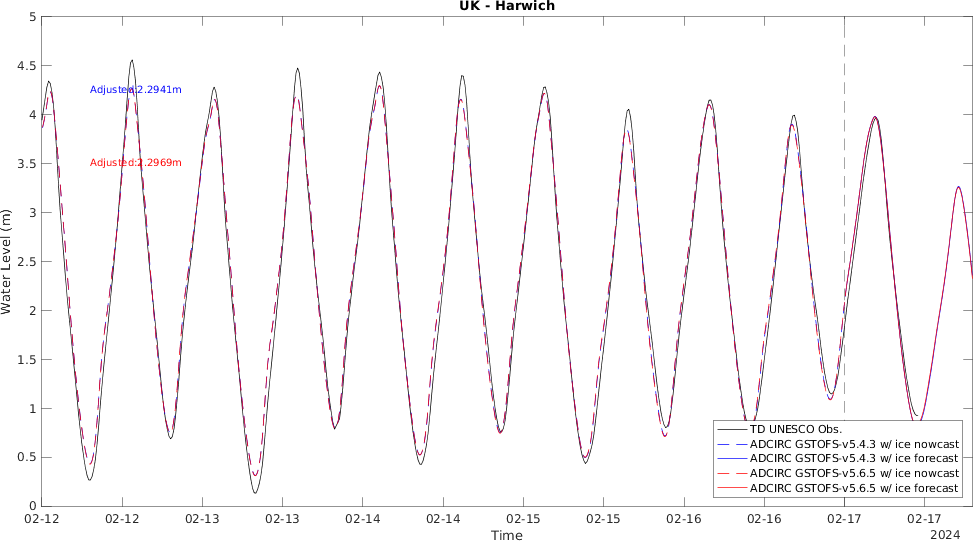 UK - Harwich
5
4.5
4
3.5
3
2.5
2
1.5
1
0.5
0
Water Level (m)
Adjusted:2.2941m
Adjusted:2.2969m
TD UNESCO Obs.
ADCIRC GSTOFS-v5.4.3 w/ ice nowcast
ADCIRC GSTOFS-v5.4.3 w/ ice forecast
ADCIRC GSTOFS-v5.6.5 w/ ice nowcast
ADCIRC GSTOFS-v5.6.5 w/ ice forecast
02-12 02-12 02-13 02-13 02-14 02-14 02-15 02-15 02-16 02-16 02-17 02-17
Time
2024